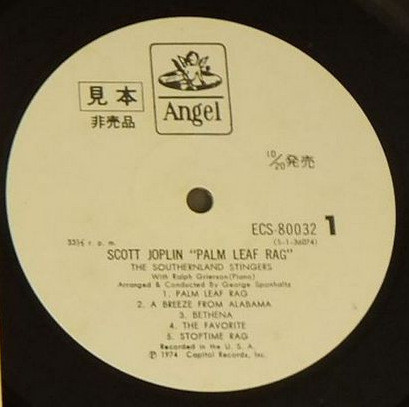 見本
非売品
Angel
10/20発売
ECS-80032 1
(S-1-36074)
33⅓ r. p. m.
SCOTT JOPLIN "PALM LEAF RAG"
THE SOUTHERNLAND STINGERS
With Ralph Grierson(Piano)
Arranged & Conducted By George Sponhaltz
1. PALM LEAF RAG
2. A BREEZE FROM ALABAMA
3. BETHENA
4. THE FAVORITE
5. STOPTIME RAG
Recorded in the U. S. A.
Ⓟ 1974 Capitol Records, Inc.